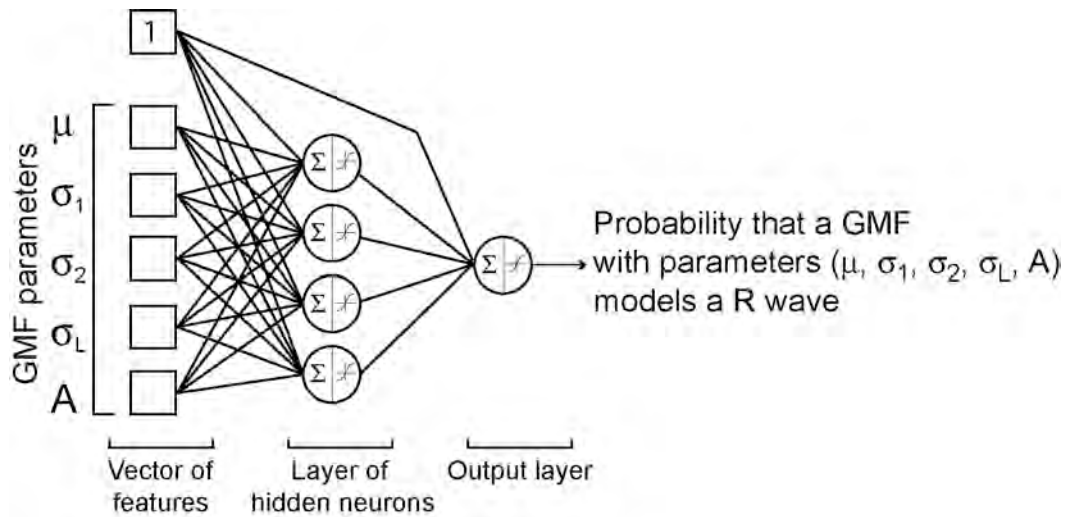 1
GMF parameters
μ
σ1
σ2
σL
A
Σ
Σ
Σ
Σ
Σ
Probability that a GMF
with parameters (μ, σ1, σ2, σL, A)
models a R wave
Vector of
features
Layer of
hidden neurons
Output layer